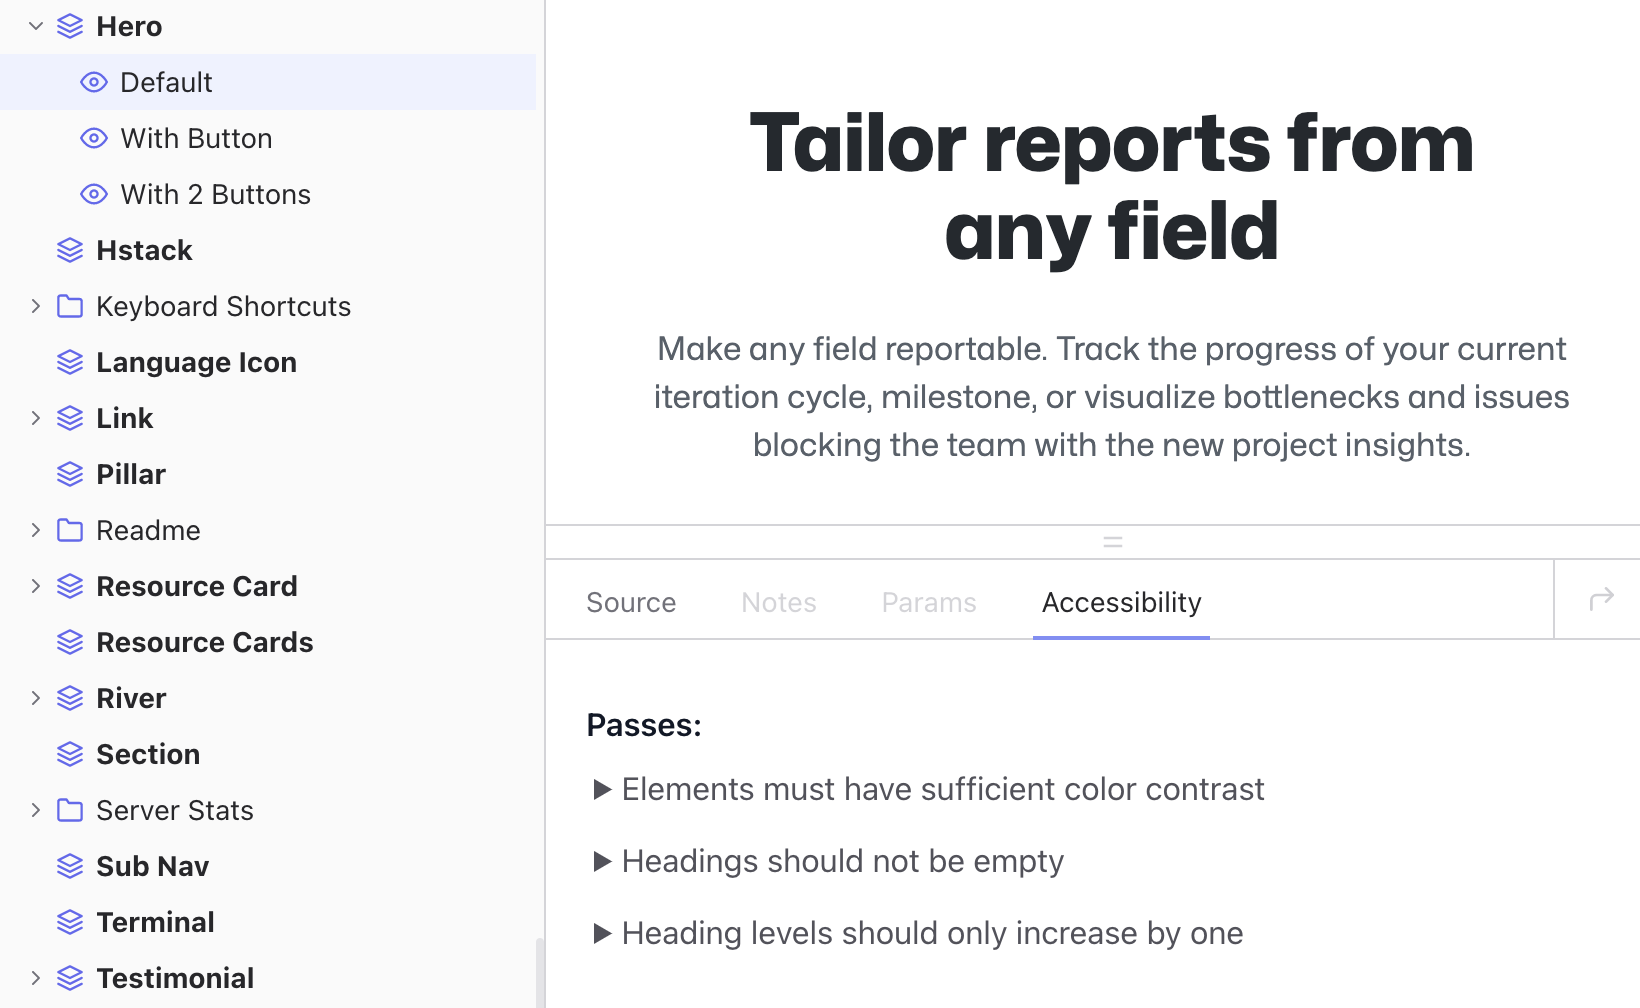 Hero
Default
With Button
With 2 Buttons
Hstack
Keyboard Shortcuts
Language Icon
Link
Pillar
Readme
Resource Card
Resource Cards
River
Section
Server Stats
Sub Nav
Terminal
Testimonial
Tailor reports from
any field
Make any field reportable. Track the progress of your current
iteration cycle, milestone, or visualize bottlenecks and issues
blocking the team with the new project insights.
Source Notes Params Accessibility
Passes:
Elements must have sufficient color contrast
Headings should not be empty
Heading levels should only increase by one